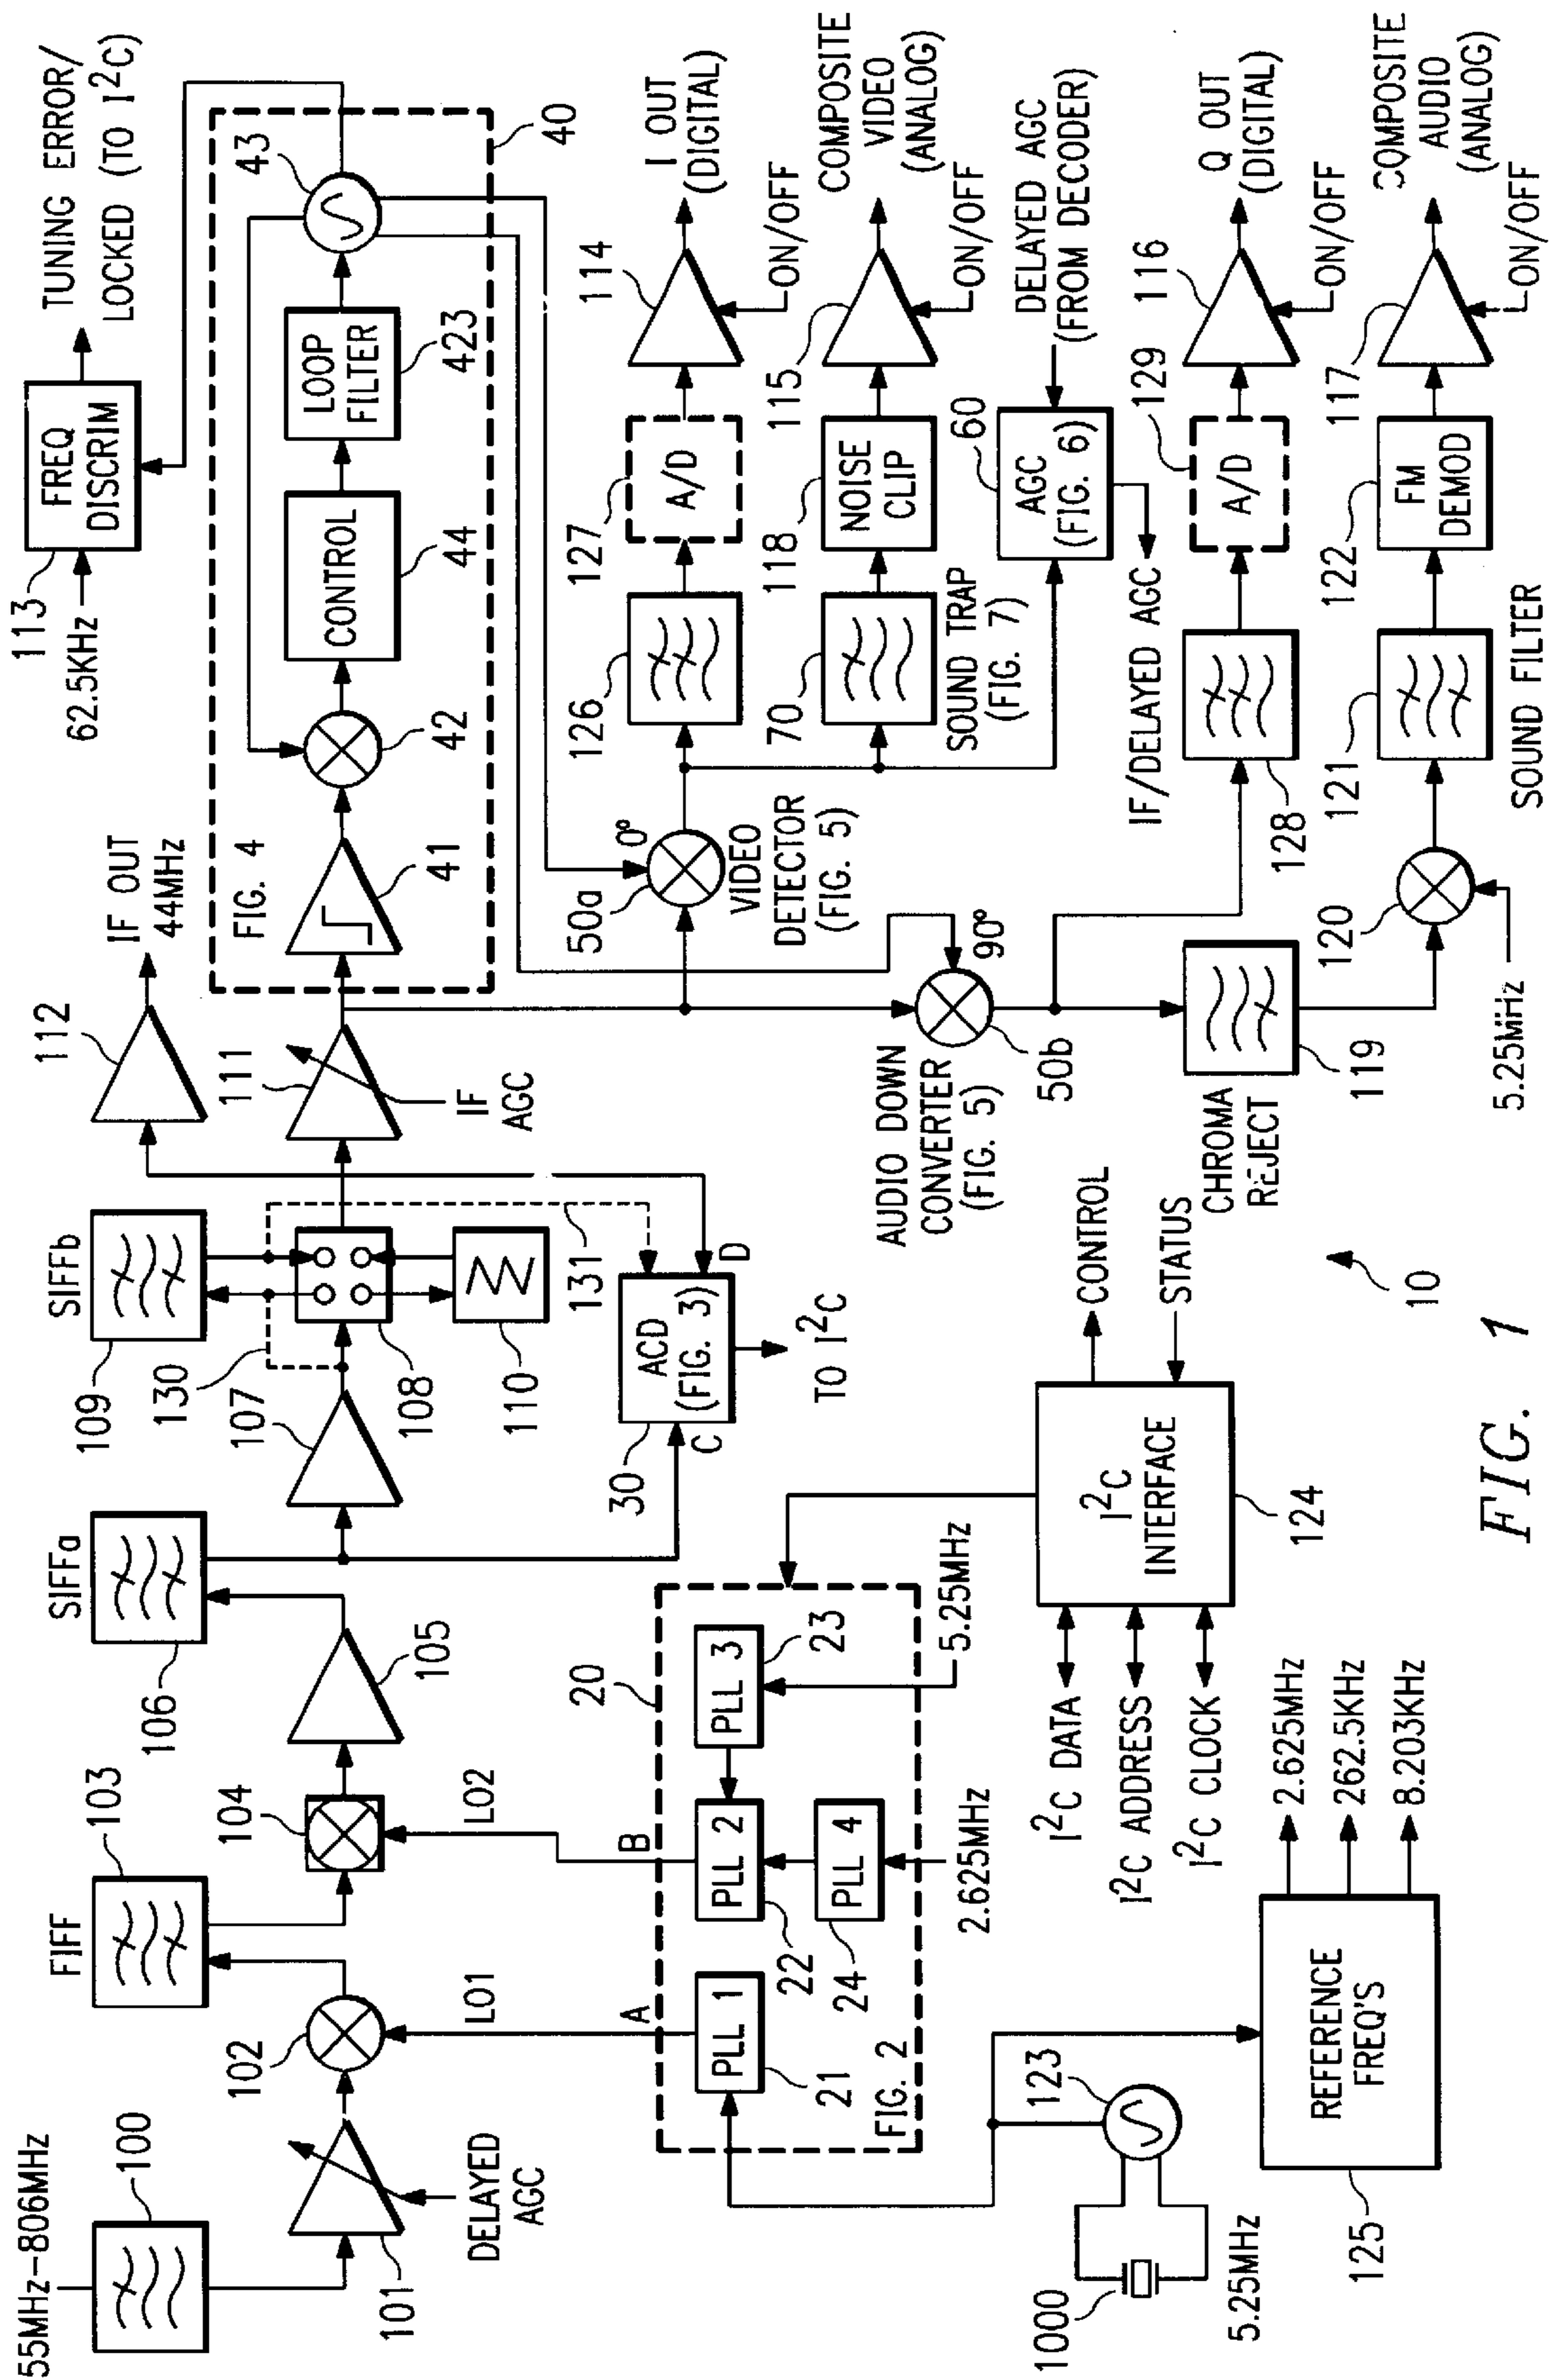 55MHz-806MHz
100
101
DELAYED
AGC
102
FIFF
103
104
LO1
LO2
A
B
105
SIFFa
106
107
130
SIFFb
109
108
110
131
ACD
(FIG. 3)
30
C
D
TO I²C
111
IF
AGC
112
IF OUT
44MHz
FIG. 4
41
42
CONTROL
44
LOOP
FILTER
423
43
40
113
62.5KHz
FREQ
DISCRIM
TUNING ERROR/
LOCKED (TO I²C)
50a
0°
VIDEO
DETECTOR
(FIG. 5)
126
127
A/D
114
ON/OFF
I OUT
(DIGITAL)
70
SOUND TRAP
(FIG. 7)
118
NOISE
CLIP
115
ON/OFF
COMPOSITE
VIDEO
(ANALOG)
60
AGC
(FIG. 6)
DELAYED AGC
(FROM DECODER)
IF/DELAYED AGC
AUDIO DOWN
CONVERTER
(FIG. 5)
50b
90°
128
129
A/D
116
ON/OFF
Q OUT
(DIGITAL)
CHROMA
REJECT
119
120
5.25MHz
121
SOUND FILTER
122
FM
DEMOD
117
ON/OFF
COMPOSITE
AUDIO
(ANALOG)
20
PLL 1
21
PLL 2
22
PLL 3
23
PLL 4
24
FIG. 2
2.625MHz
5.25MHz
1000
5.25MHz
123
125
REFERENCE
FREQ'S
2.625MHz
262.5KHz
8.203KHz
I²C DATA
I²C ADDRESS
I²C CLOCK
I²C
INTERFACE
124
CONTROL
STATUS
10
FIG. 1